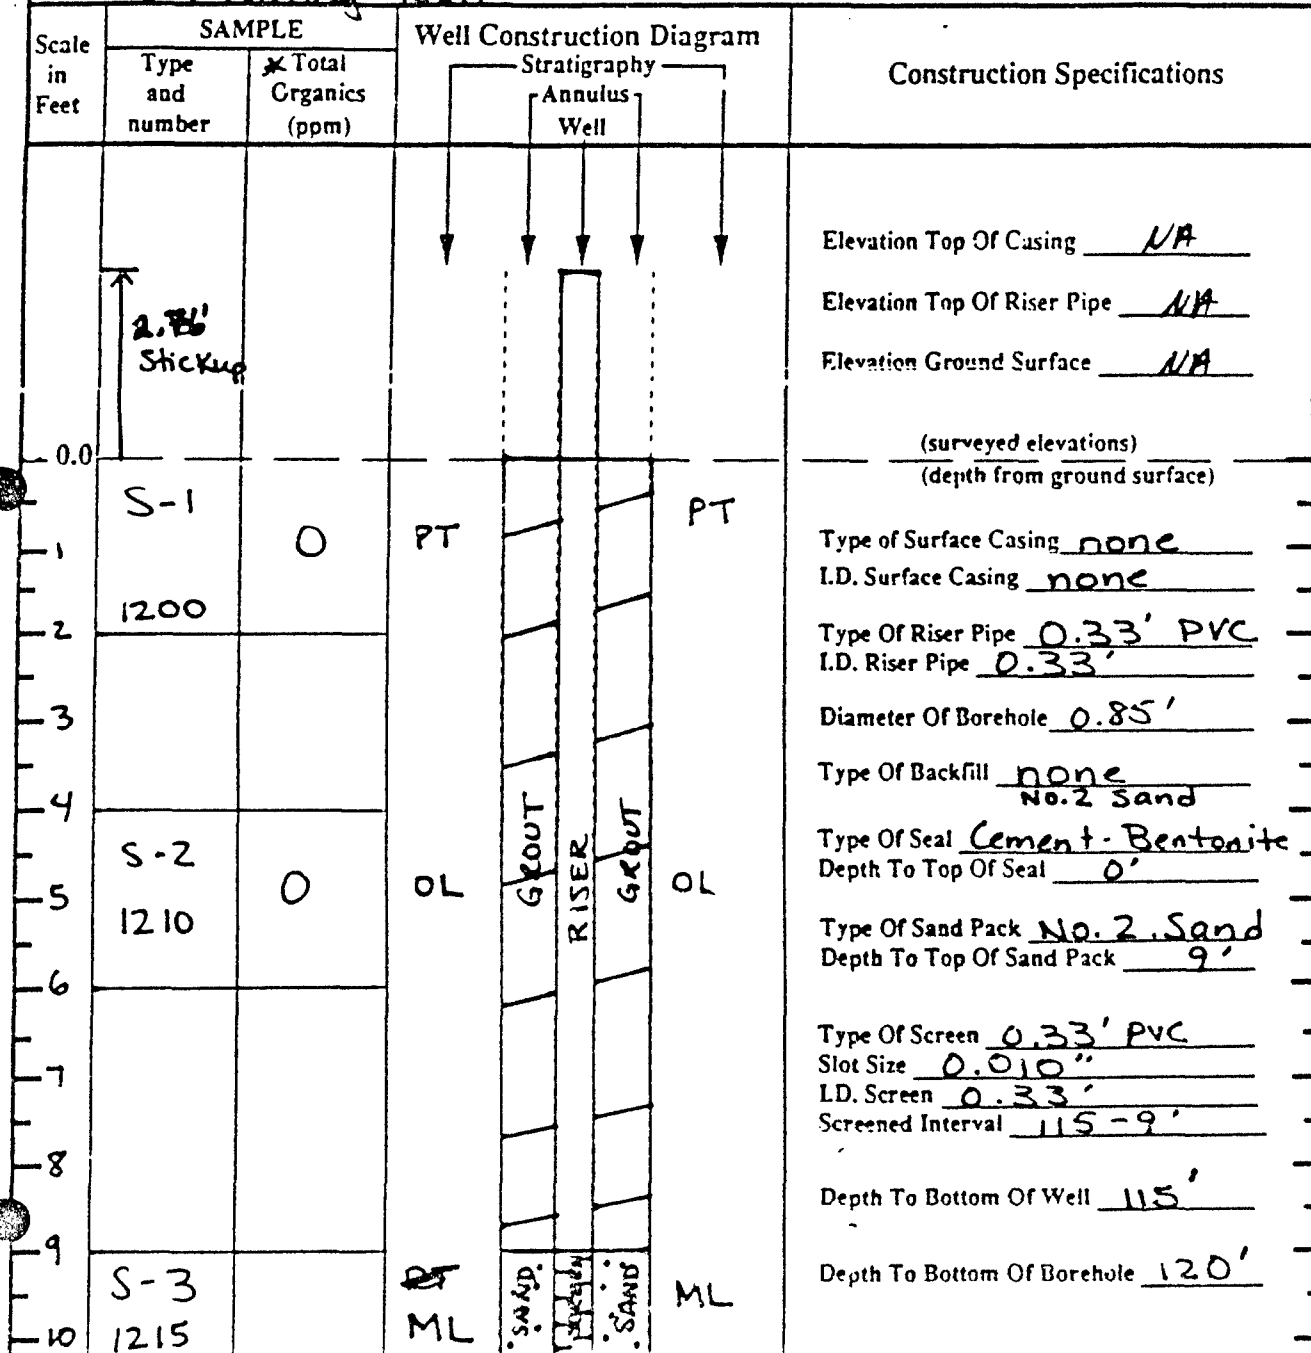 Scale
in
Feet
SAMPLE
Type
and
number
* Total
Organics
(ppm)
Well Construction Diagram
Stratigraphy
Annulus
Well
Construction Specifications
Stickup
0.0
S-1
1200
0
PT
PT
1
2
3
4
S-2
1210
0
OL
GROUT
RISER
GROUT
OL
5
6
7
8
9
S-3
1215
ML
SAND
SCREEN
SAND
ML
10
Elevation Top Of Casing NA
Elevation Top Of Riser Pipe NA
Elevation Ground Surface NA
(surveyed elevations)
(depth from ground surface)
Type of Surface Casing none
I.D. Surface Casing none
Type Of Riser Pipe 0.33' PVC
I.D. Riser Pipe 0.33'
Diameter Of Borehole 0.85'
Type Of Backfill none
No. 2 Sand
Type Of Seal Cement-Bentonite
Depth To Top Of Seal 0'
Type Of Sand Pack No. 2. Sand
Depth To Top Of Sand Pack 9'
Type Of Screen 0.33' PVC
Slot Size 0.010"
I.D. Screen 0.33'
Screened Interval 115-9'
Depth To Bottom Of Well 115'
Depth To Bottom Of Borehole 120'